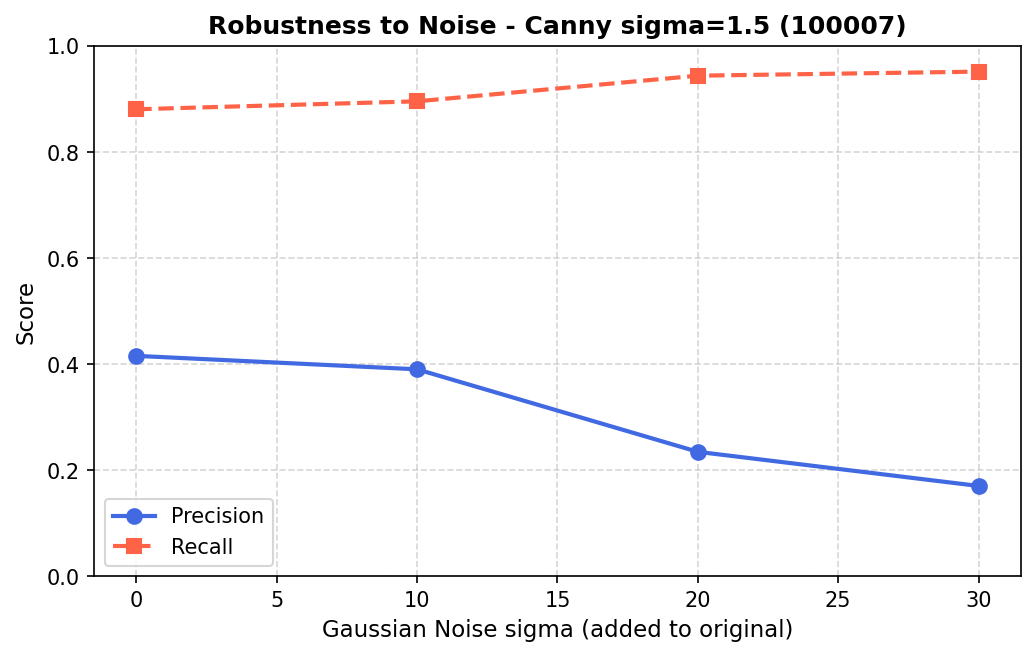 Robustness to Noise - Canny sigma=1.5 (100007)
1.0
0.8
0.6
0.4
0.2
0.0
Score
Precision
Recall
0 5 10 15 20 25 30
Gaussian Noise sigma (added to original)